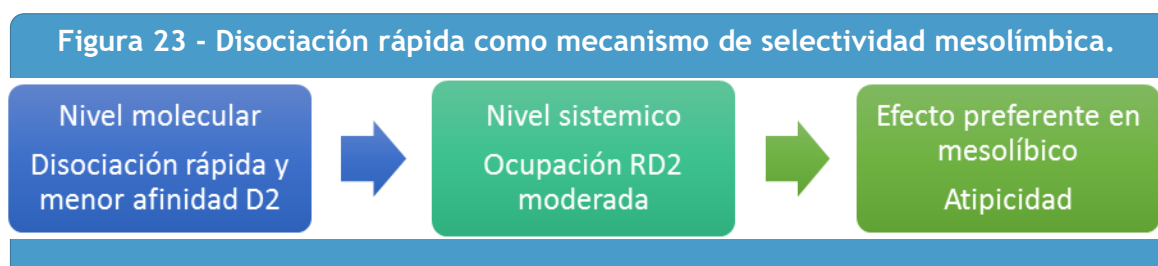 Figura 23 - Disociación rápida como mecanismo de selectividad mesolímbica.
Nivel molecular
Disociación rápida y
menor afinidad D2
Nivel sistemico
Ocupación RD2
moderada
Efecto preferente en
mesolíbico
Atipicidad